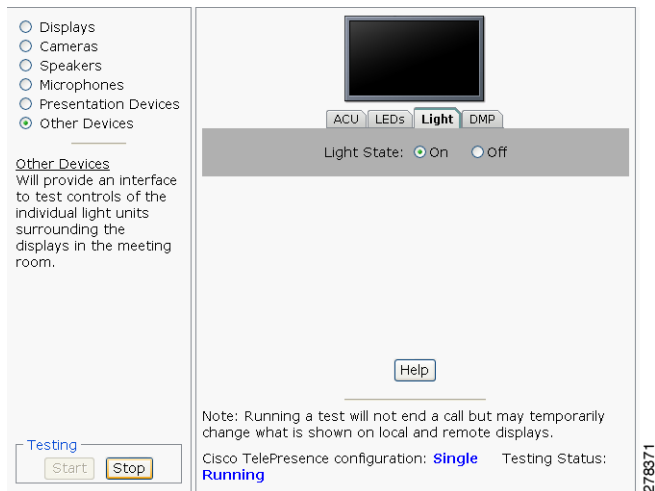 Displays
Cameras
Speakers
Microphones
Presentation Devices
Other Devices
Other Devices
Will provide an interface
to test controls of the
individual light units
surrounding the
displays in the meeting
room.
Testing
Start Stop
ACU LEDs Light DMP
Light State: On Off
Help
Note: Running a test will not end a call but may temporarily
change what is shown on local and remote displays.
Cisco TelePresence configuration: Single Testing Status:
Running
278371